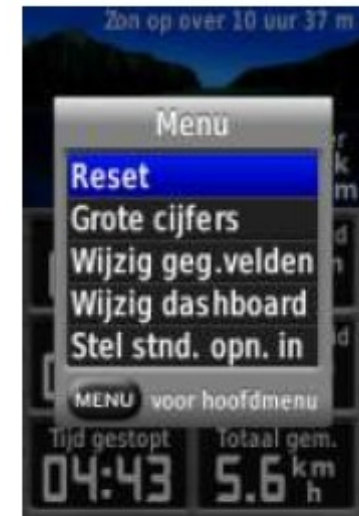 Zon op over 10 uur 37 m
Menu
Reset
Grote cijfers
Wijzig geg.velden
Wijzig dashboard
Stel stnd. opn. in
MENU voor hoofdmenu
Tijd gestopt Totaal gem.
04:43 5.6 km h